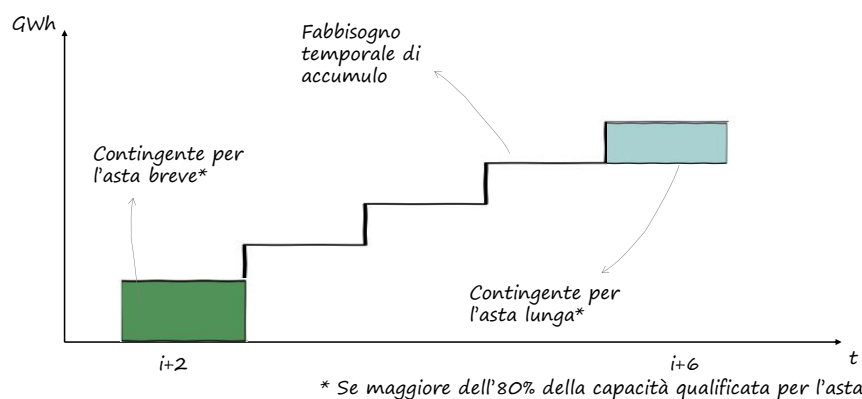 GWh
Fabbisogno
temporale di
accumulo
Contingente per
l'asta breve*
Contingente per
l'asta lunga*
i+2
i+6
t
* Se maggiore dell'80% della capacità qualificata per l'asta